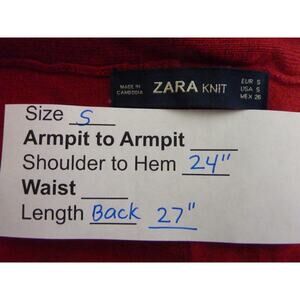 MADE IN
CAMBODIA
ZARA KNIT
EUR S
USA S
MEX 26
Size S
Armpit to Armpit
Shoulder to Hem 24"
Waist
Length Back 27"